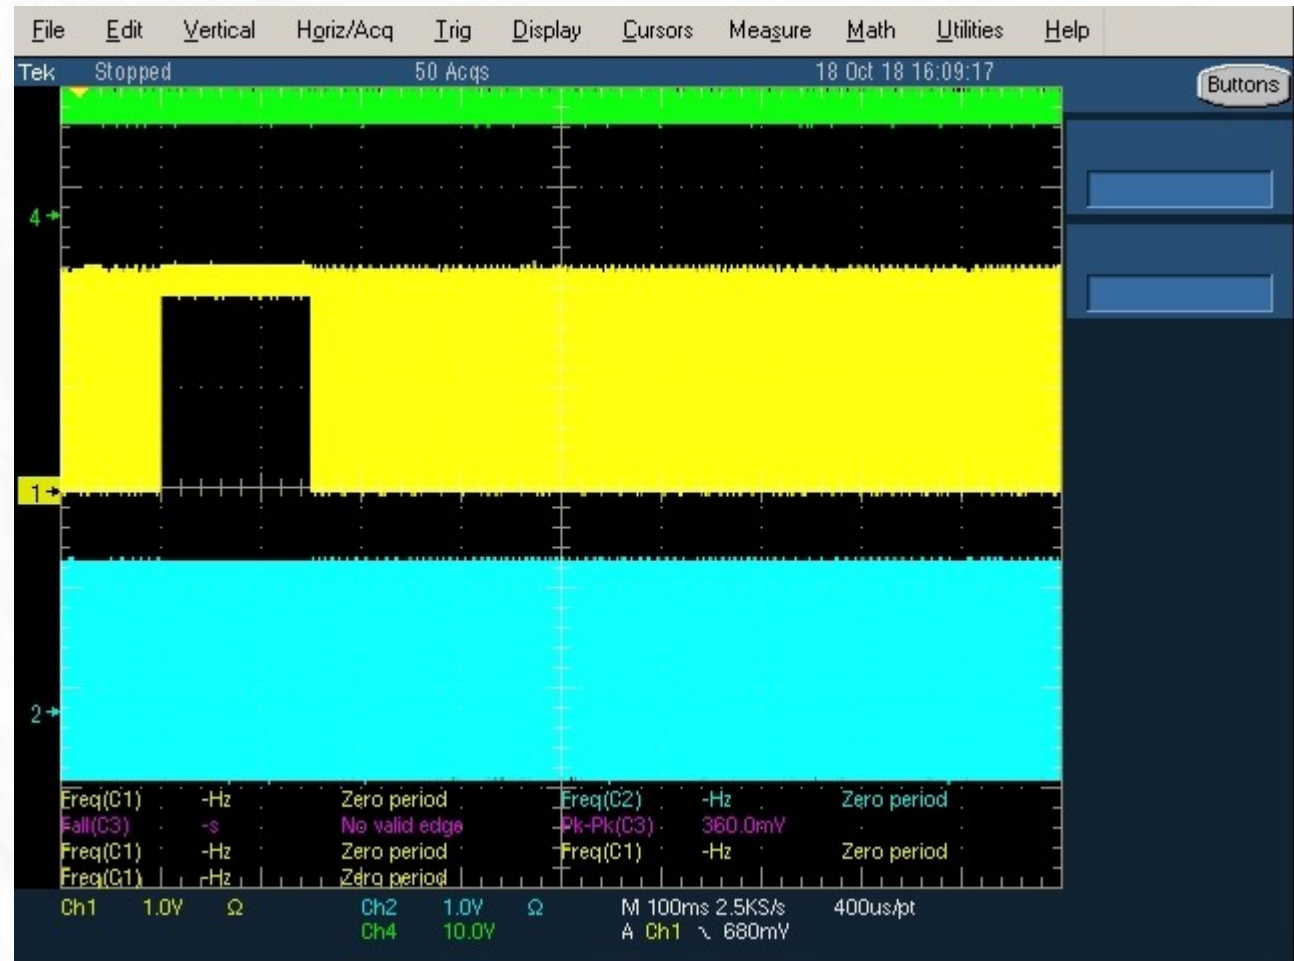 File Edit Vertical Horiz/Acq Trig Display Cursors Measure Math Utilities Help
Tek Stopped 50 Acqs 18 Oct 18 16:09:17
Buttons
4
1
2
Freq(C1) -Hz Zero period Freq(C2) -Hz Zero period
Fall(C3) -s No valid edge Pk-Pk(C3) 360.0mV
Freq(C1) -Hz Zero period Freq(C1) -Hz Zero period
Freq(C1) -Hz Zero period
Ch1 1.0V Ω Ch2 1.0V Ω M 100ms 2.5KS/s 400us/pt
Ch4 10.0V A Ch1 \ 680mV